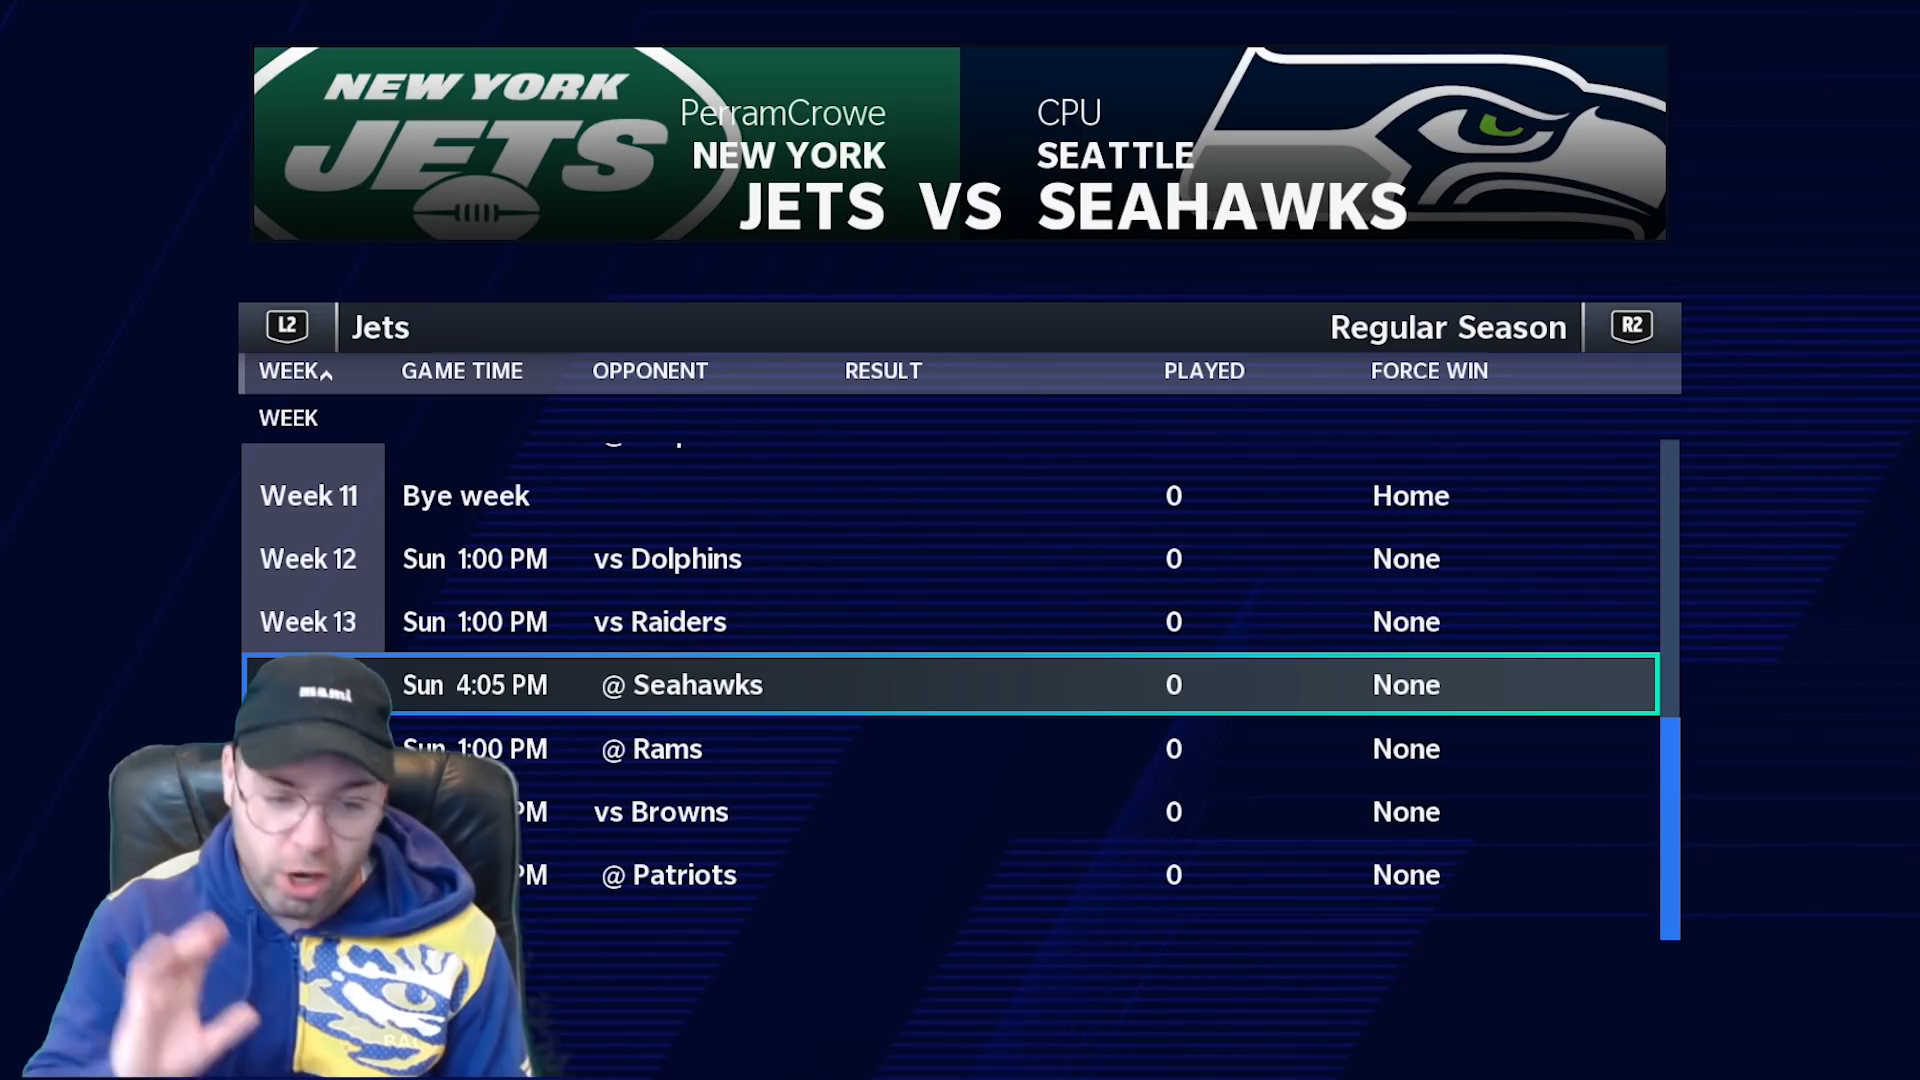 NEW YORK
JETS
PerramCrowe
NEW YORK
JETS VS SEAHAWKS
CPU
SEATTLE
L2 Jets Regular Season R2
WEEK GAME TIME OPPONENT RESULT PLAYED FORCE WIN
WEEK
Week 11 Bye week 0 Home
Week 12 Sun 1:00 PM vs Dolphins 0 None
Week 13 Sun 1:00 PM vs Raiders 0 None
Sun 4:05 PM @ Seahawks 0 None
Sun 1:00 PM @ Rams 0 None
PM vs Browns 0 None
PM @ Patriots 0 None
miami